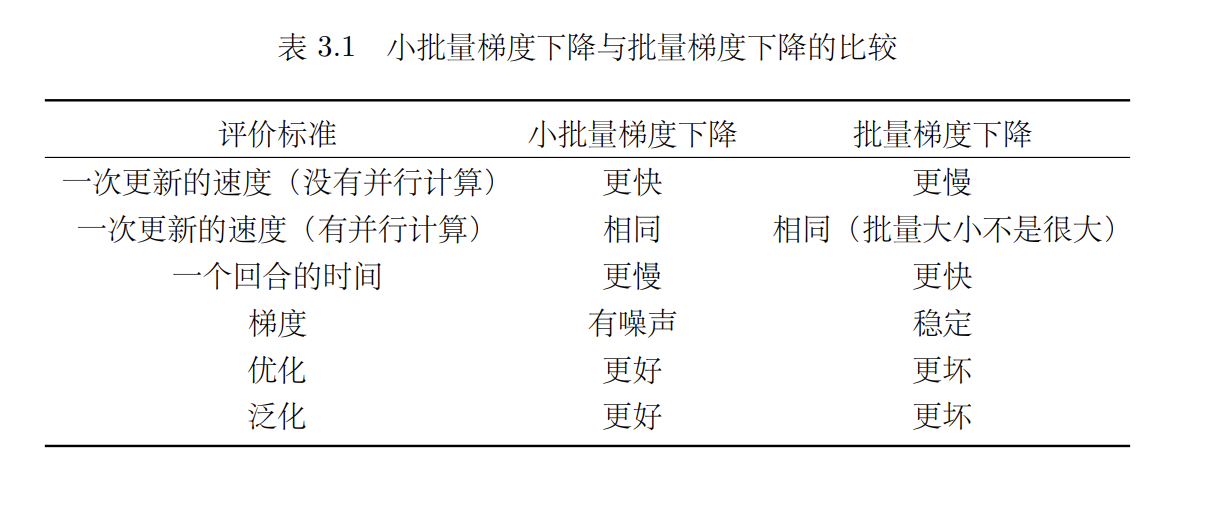 表 3.1 小批量梯度下降与批量梯度下降的比较
评价标准 小批量梯度下降 批量梯度下降
一次更新的速度（没有并行计算） 更快 更慢
一次更新的速度（有并行计算） 相同 相同（批量大小不是很大）
一个回合的时间 更慢 更快
梯度 有噪声 稳定
优化 更好 更坏
泛化 更好 更坏